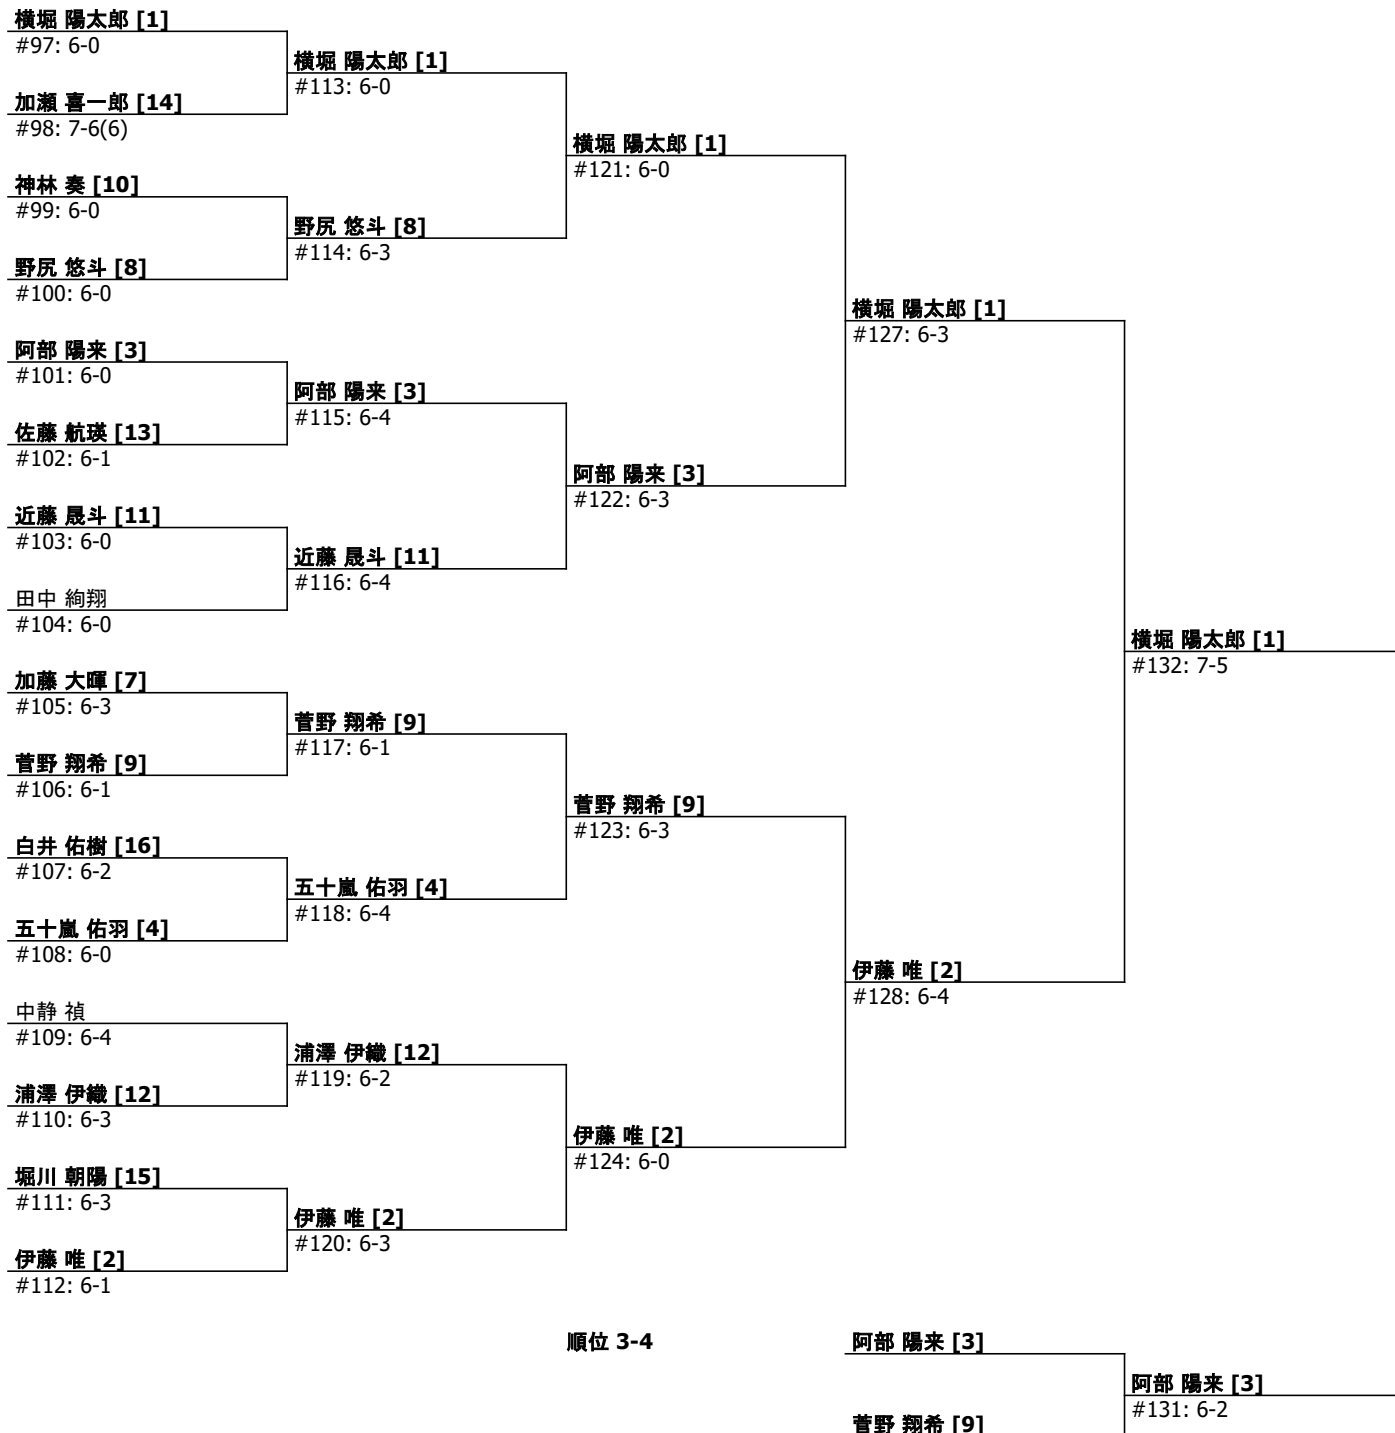 横堀 陽太郎 [1]
#97: 6-0
加瀬 喜一郎 [14]
#98: 7-6(6)
神林 奏 [10]
#99: 6-0
野尻 悠斗 [8]
#100: 6-0
阿部 陽来 [3]
#101: 6-0
佐藤 航瑛 [13]
#102: 6-1
近藤 晟斗 [11]
#103: 6-0
田中 絢翔
#104: 6-0
加藤 大暉 [7]
#105: 6-3
菅野 翔希 [9]
#106: 6-1
白井 佑樹 [16]
#107: 6-2
五十嵐 佑羽 [4]
#108: 6-0
中静 禎
#109: 6-4
浦澤 伊織 [12]
#110: 6-3
堀川 朝陽 [15]
#111: 6-3
伊藤 唯 [2]
#112: 6-1
横堀 陽太郎 [1]
#113: 6-0
野尻 悠斗 [8]
#114: 6-3
阿部 陽来 [3]
#115: 6-4
近藤 晟斗 [11]
#116: 6-4
菅野 翔希 [9]
#117: 6-1
五十嵐 佑羽 [4]
#118: 6-4
浦澤 伊織 [12]
#119: 6-2
伊藤 唯 [2]
#120: 6-3
横堀 陽太郎 [1]
#121: 6-0
阿部 陽来 [3]
#122: 6-3
菅野 翔希 [9]
#123: 6-3
伊藤 唯 [2]
#124: 6-0
横堀 陽太郎 [1]
#127: 6-3
伊藤 唯 [2]
#128: 6-4
横堀 陽太郎 [1]
#132: 7-5
順位 3-4
阿部 陽来 [3]
菅野 翔希 [9]
阿部 陽来 [3]
#131: 6-2